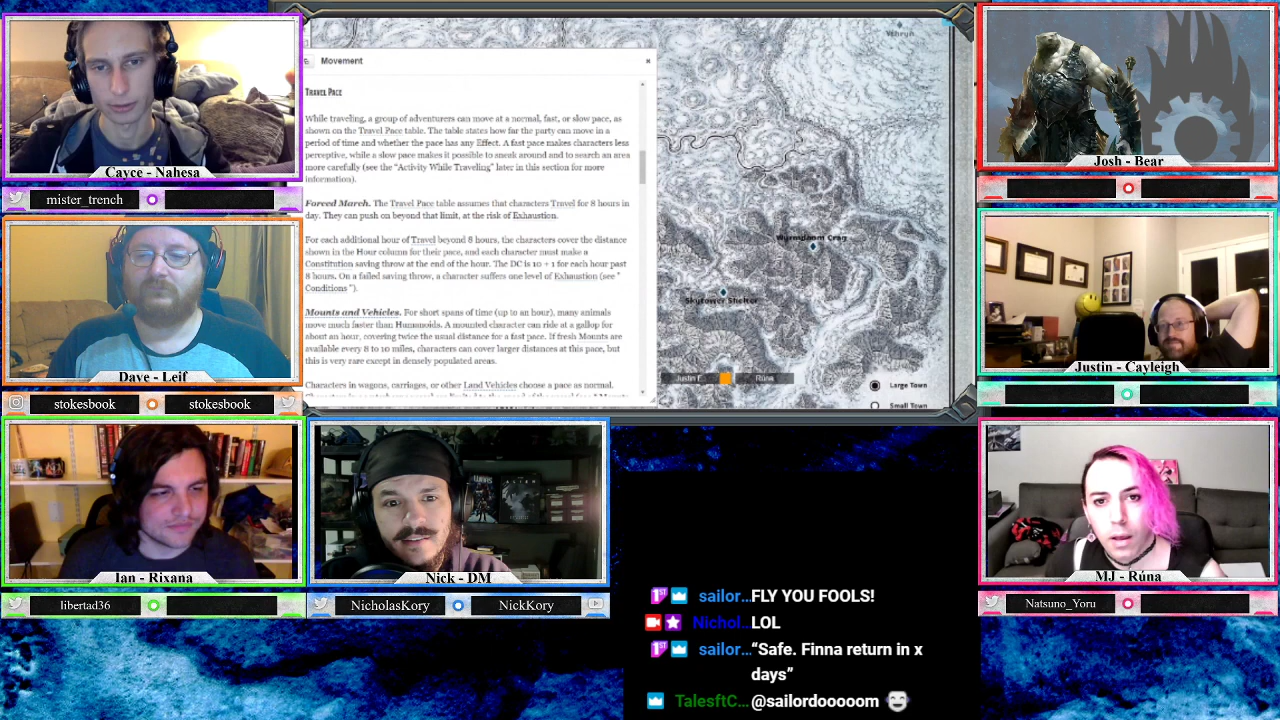 Movement
TRAVEL PACE
While traveling, a group of adventurers can move at a normal, fast, or slow pace, as
shown on the Travel Pace table. The table states how far the party can move in a
period of time and whether the pace has any Effect. A fast pace makes characters less
perceptive, while a slow pace makes it possible to sneak around and to search an area
more carefully (see the “Activity While Traveling” later in this section for more
information).
Forced March. The Travel Pace table assumes that characters Travel for 8 hours in
day. They can push on beyond that limit, at the risk of Exhaustion.
For each additional hour of Travel beyond 8 hours, the characters cover the distance
shown in the Hour column for their pace, and each character must make a
Constitution saving throw at the end of the hour. The DC is 10 + 1 for each hour past
8 hours. On a failed saving throw, a character suffers one level of Exhaustion (see "
Conditions ").
Mounts and Vehicles. For short spans of time (up to an hour), many animals
move much faster than Humanoids. A mounted character can ride at a gallop for
about an hour, covering twice the usual distance for a fast pace. If fresh Mounts are
available every 8 to 10 miles, characters can cover larger distances at this pace, but
this is very rare except in densely populated areas.
Characters in wagons, carriages, or other Land Vehicles choose a pace as normal.
Wyrmdoom Crag
Skytower Shelter
Justin F.
Rúna
Large Town
Small Town
Cayce - Nahesa
mister_trench
Dave - Leif
stokesbook
stokesbook
Ian - Rixana
libertad36
Nick - DM
NicholasKory
NickKory
Josh - Bear
Justin - Cayleigh
MJ - Rúna
Natsuno_Yoru
1ST sailor... FLY YOU FOOLS!
Nichol... LOL
1ST sailor... “Safe. Finna return in x
days”
TalesftC... @sailordooooom